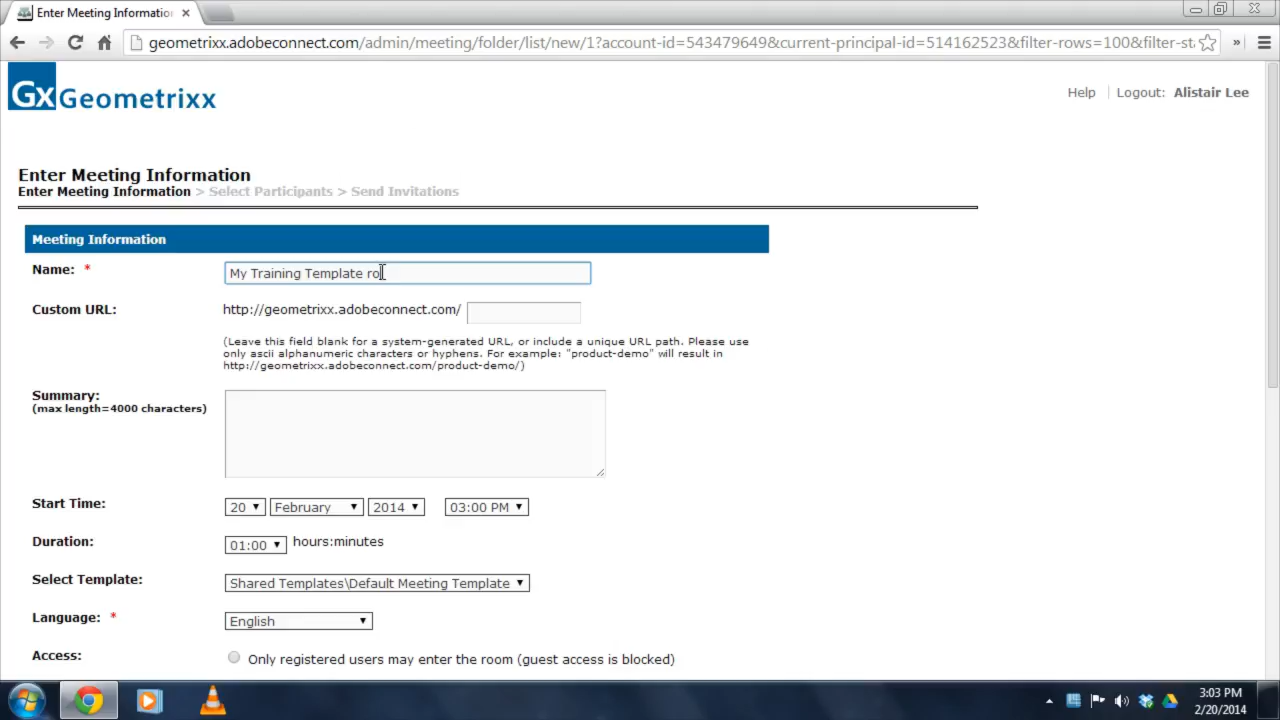 Enter Meeting Informatio
geometrixx.adobeconnect.com/admin/meeting/folder/list/new/1?account-id=543479649&current-principal-id=514162523&filter-rows=100&filter-st
Gx Geometrixx
Help Logout: Alistair Lee
Enter Meeting Information
Enter Meeting Information > Select Participants > Send Invitations
Meeting Information
Name: * My Training Template ro
Custom URL: http://geometrixx.adobeconnect.com/
(Leave this field blank for a system-generated URL, or include a unique URL path. Please use
only ascii alphanumeric characters or hyphens. For example: "product-demo" will result in
http://geometrixx.adobeconnect.com/product-demo/)
Summary:
(max length=4000 characters)
Start Time: 20 February 2014 03:00 PM
Duration: 01:00 hours:minutes
Select Template: Shared Templates\Default Meeting Template
Language: * English
Access: Only registered users may enter the room (guest access is blocked)
3:03 PM
2/20/2014